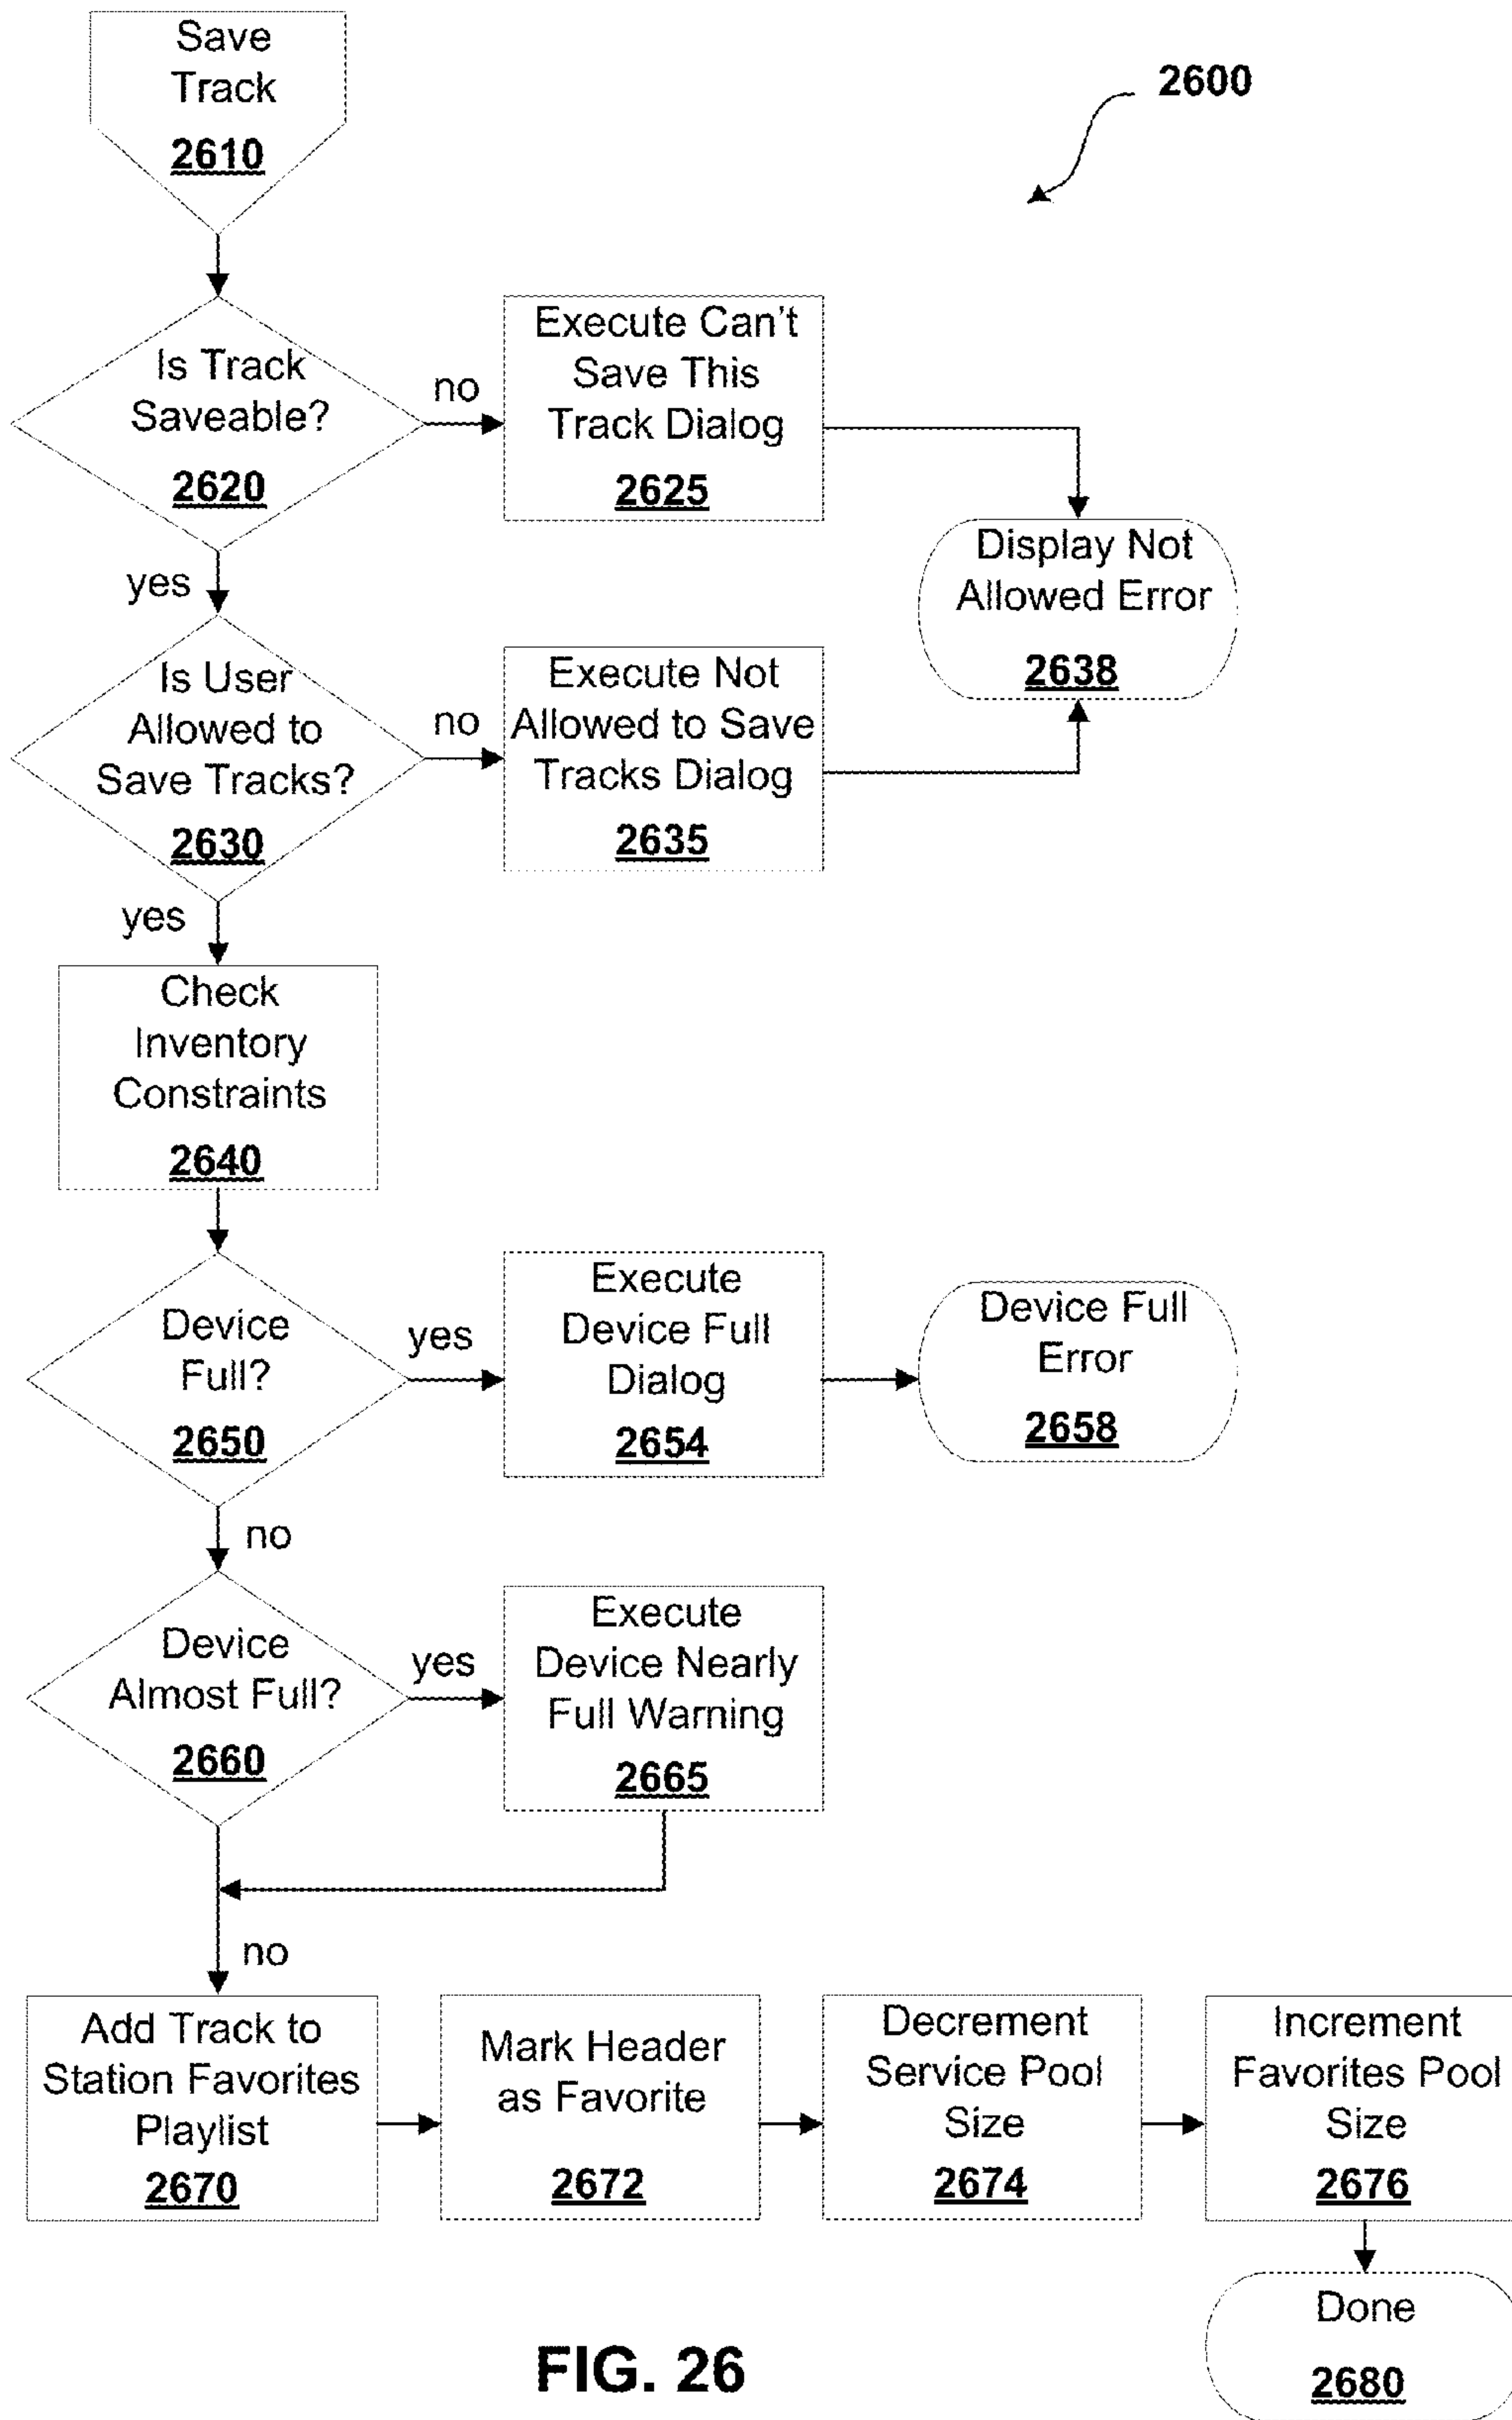 Save
Track
2610
2600
Is Track
Saveable?
2620
no
Execute Can't
Save This
Track Dialog
2625
Display Not
Allowed Error
2638
yes
Is User
Allowed to
Save Tracks?
2630
no
Execute Not
Allowed to Save
Tracks Dialog
2635
yes
Check
Inventory
Constraints
2640
Device
Full?
2650
yes
Execute
Device Full
Dialog
2654
Device Full
Error
2658
no
Device
Almost Full?
2660
yes
Execute
Device Nearly
Full Warning
2665
no
Add Track to
Station Favorites
Playlist
2670
Mark Header
as Favorite
2672
Decrement
Service Pool
Size
2674
Increment
Favorites Pool
Size
2676
Done
2680
FIG. 26